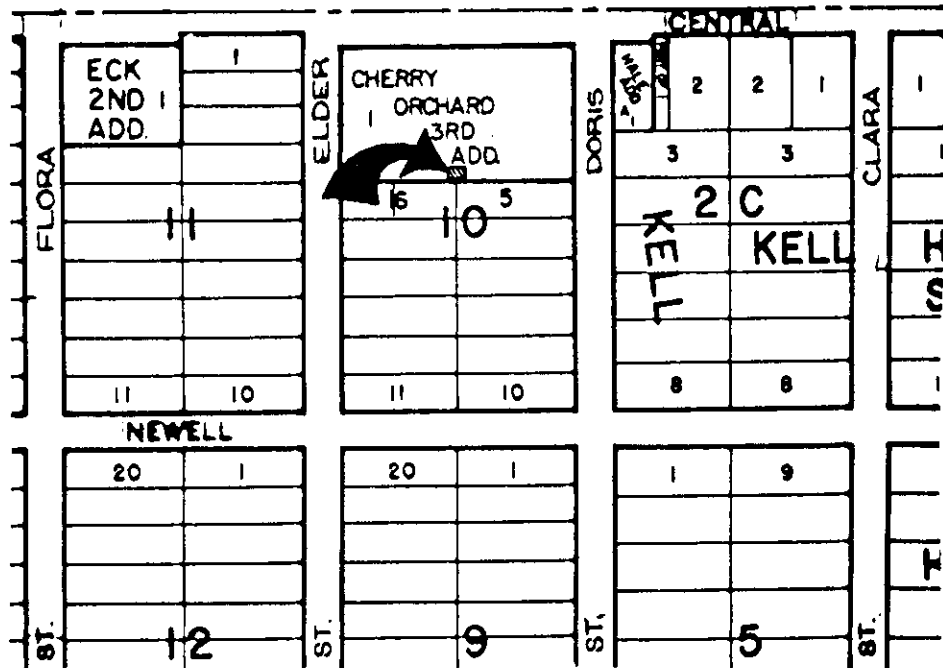 CENTRAL
ECK
2ND 1
ADD.
1
CHERRY
1 ORCHARD
3RD
ADD.
2 2 1 1
3 3
FLORA
ELDER
DORIS
CLARA
16 5
11
10
2 C
KELL
KELL H
S
11 10 11 10 8 8 1
NEWELL
20 1 20 1 1 9
12 9 5
ST. ST. ST. ST.